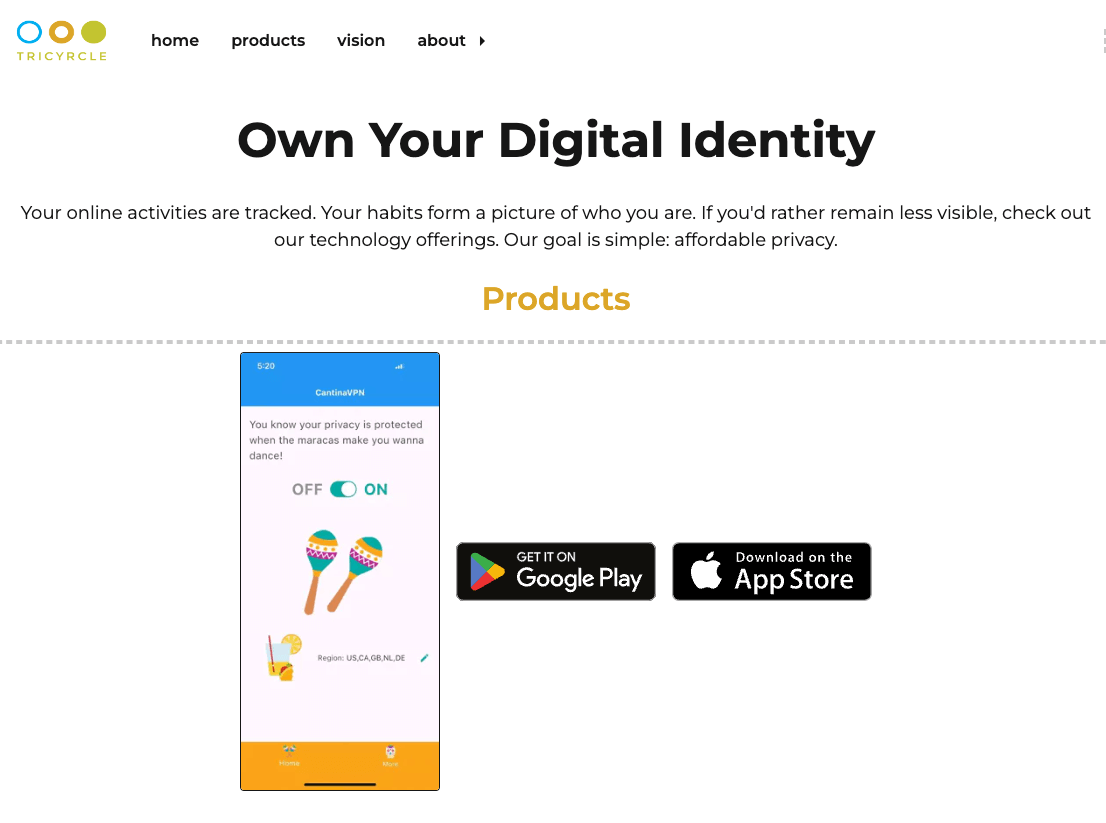 TRICYRCLE
home products vision about
Own Your Digital Identity
Your online activities are tracked. Your habits form a picture of who you are. If you'd rather remain less visible, check out
our technology offerings. Our goal is simple: affordable privacy.
Products
5:20
CantinaVPN
You know your privacy is protected
when the maracas make you wanna
dance!
OFF ON
Region: US,CA,GB,NL,DE
Home More
GET IT ON
Google Play
Download on the
App Store